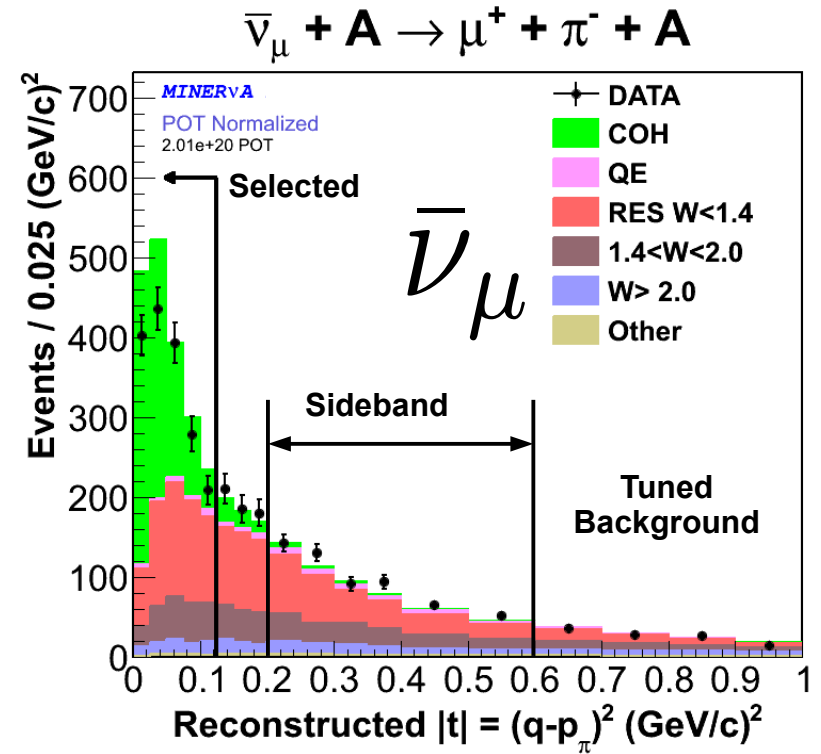 ν̅μ + A → μ⁺ + π⁻ + A
MINERνA
POT Normalized
2.01e+20 POT
Selected
DATA
COH
QE
RES W<1.4
1.4<W<2.0
W> 2.0
Other
ν̅μ
Sideband
Tuned
Background
Events / 0.025 (GeV/c)²
700
600
500
400
300
200
100
0
0 0.1 0.2 0.3 0.4 0.5 0.6 0.7 0.8 0.9 1
Reconstructed |t| = (q-pπ)² (GeV/c)²